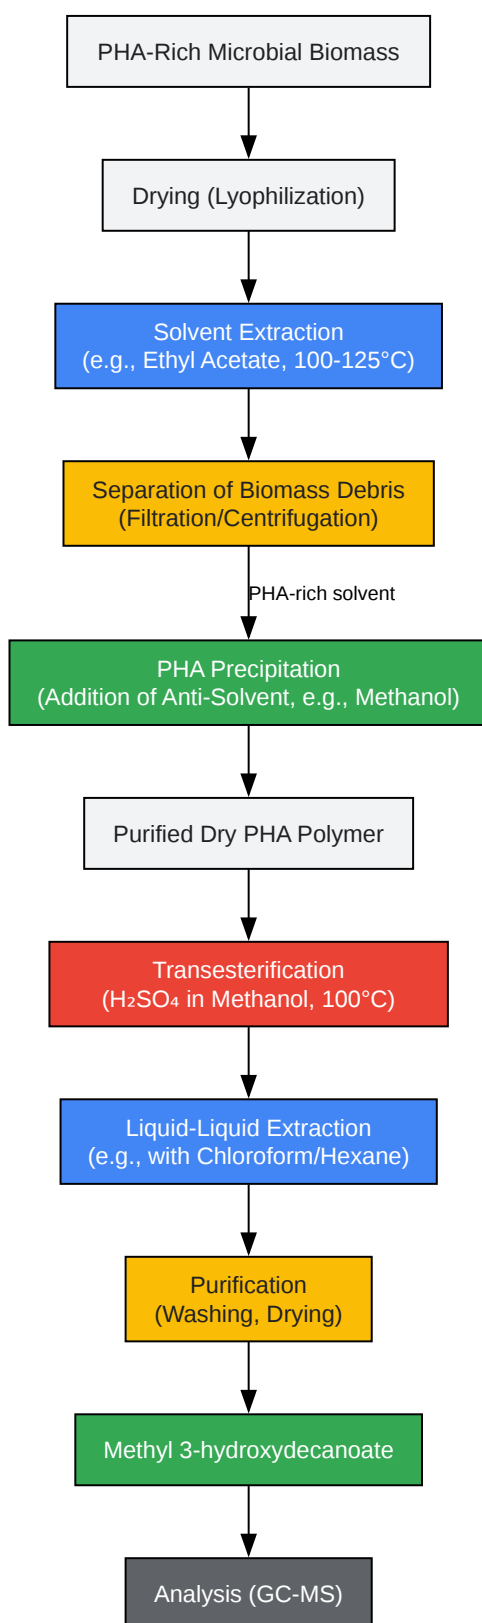 PHA-Rich Microbial Biomass
Drying (Lyophilization)
Solvent Extraction
(e.g., Ethyl Acetate, 100-125°C)
Separation of Biomass Debris
(Filtration/Centrifugation)
PHA-rich solvent
PHA Precipitation
(Addition of Anti-Solvent, e.g., Methanol)
Purified Dry PHA Polymer
Transesterification
(H₂SO₄ in Methanol, 100°C)
Liquid-Liquid Extraction
(e.g., with Chloroform/Hexane)
Purification
(Washing, Drying)
Methyl 3-hydroxydecanoate
Analysis (GC-MS)